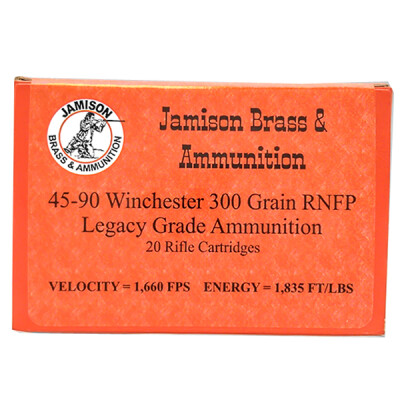 JAMISON
BRASS & AMMUNITION
Jamison Brass &
Ammunition
45-90 Winchester 300 Grain RNFP
Legacy Grade Ammunition
20 Rifle Cartridges
VELOCITY = 1,660 FPS ENERGY = 1,835 FT/LBS